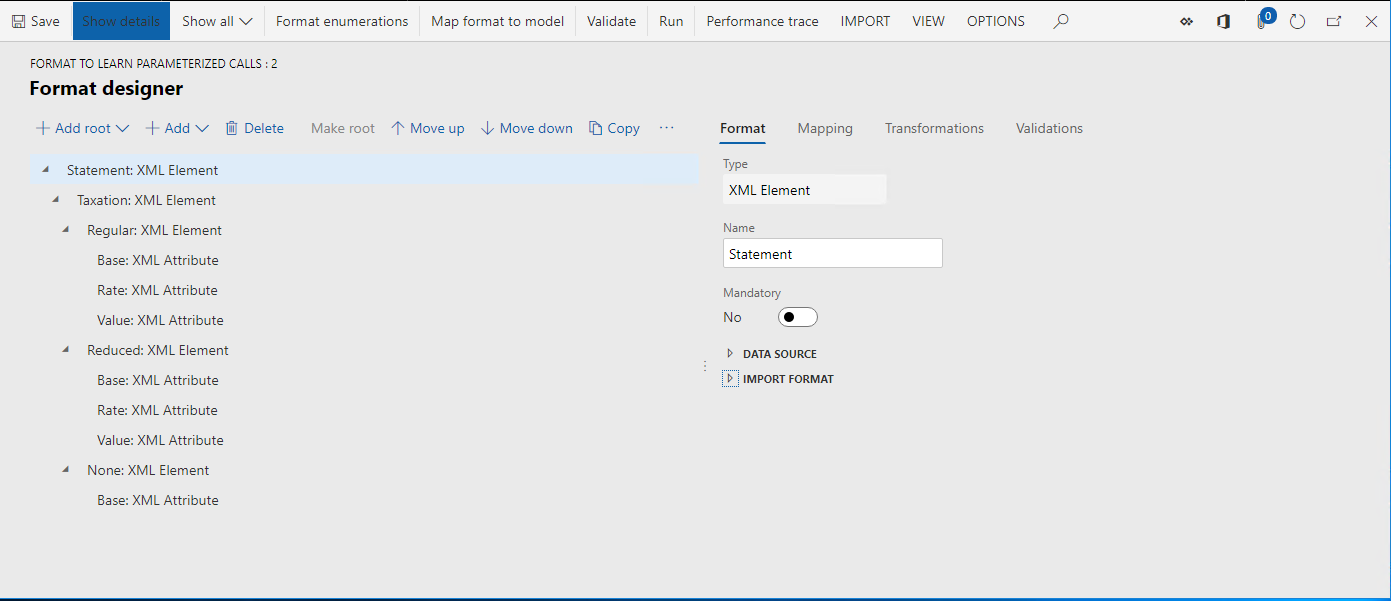 Save Show details Show all Format enumerations Map format to model Validate Run Performance trace IMPORT VIEW OPTIONS 0
FORMAT TO LEARN PARAMETERIZED CALLS : 2
Format designer
Add root Add Delete Make root Move up Move down Copy ···
Format Mapping Transformations Validations
Statement: XML Element
Taxation: XML Element
Regular: XML Element
Base: XML Attribute
Rate: XML Attribute
Value: XML Attribute
Reduced: XML Element
Base: XML Attribute
Rate: XML Attribute
Value: XML Attribute
None: XML Element
Base: XML Attribute
Type
XML Element
Name
Statement
Mandatory
No
DATA SOURCE
IMPORT FORMAT